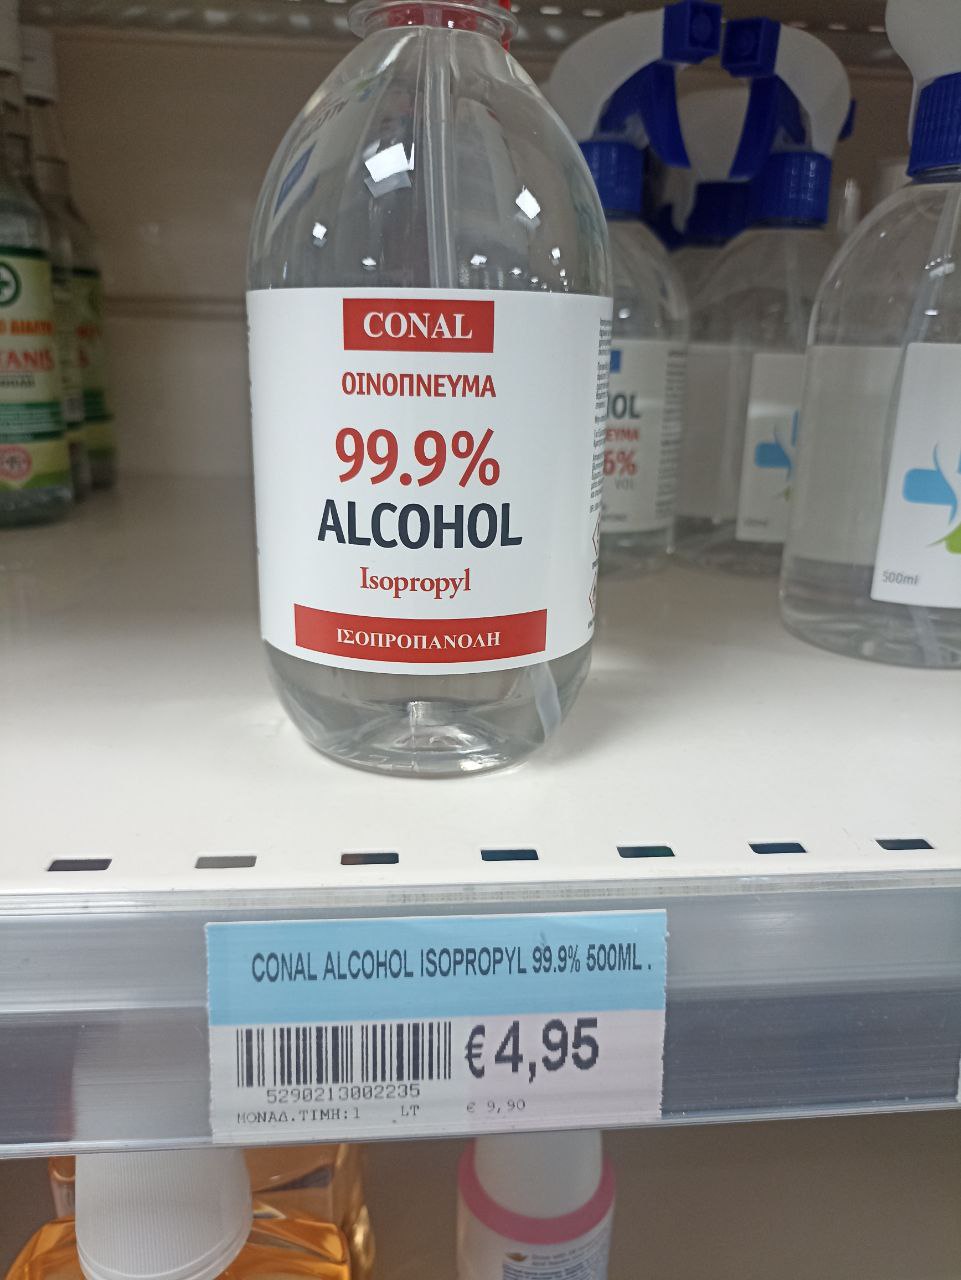 CONAL
ΟΙΝΟΠΝΕΥΜΑ
99.9%
ALCOHOL
Isopropyl
ΙΣΟΠΡΟΠΑΝΟΛΗ
500ml
CONAL ALCOHOL ISOPROPYL 99.9% 500ML .
€4,95
5290213002235
ΜΟΝΑΔ.ΤΙΜΗ:1 LT € 9,90